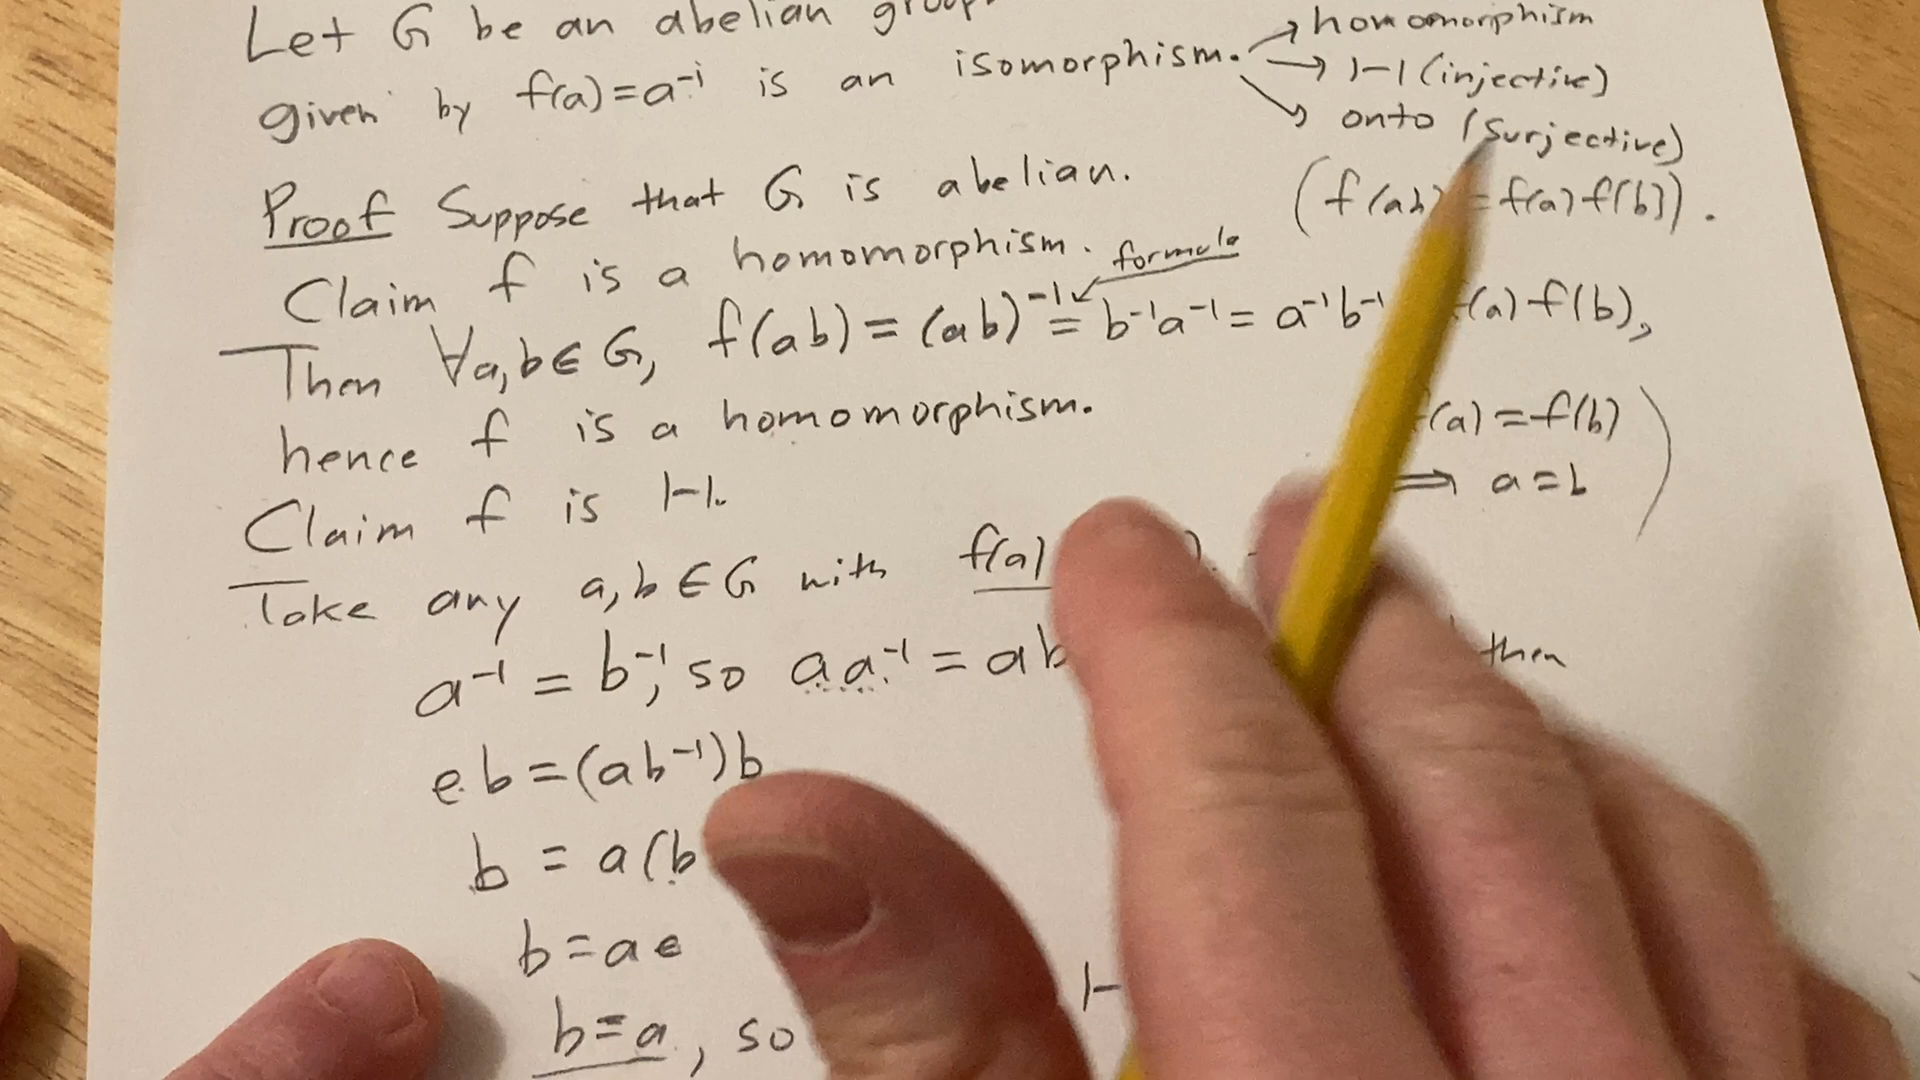 Let G be an abelian group
given by f(a)=a⁻¹ is an isomorphism. → homomorphism
→ 1-1 (injective)
→ onto (surjective)
Proof Suppose that G is abelian.
(f(ab) = f(a)f(b)).
Claim f is a homomorphism. formula
Then ∀a,b∈G, f(ab) = (ab)⁻¹ = b⁻¹a⁻¹ = a⁻¹b⁻¹ (a) f(b),
hence f is a homomorphism.
(a) = f(b)
⟹ a = b
Claim f is 1-1.
Take any a,b ∈ G with f(a)
a⁻¹ = b⁻¹, so aa⁻¹ = ab then
eb = (ab⁻¹)b
b = a(b
b = ae
b = a, so 1-